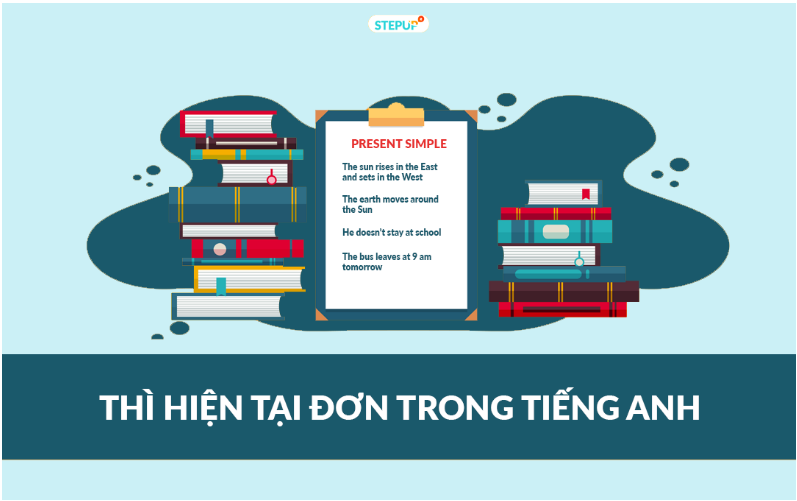 STEPUP
PRESENT SIMPLE
The sun rises in the East
and sets in the West
The earth moves around
the Sun
He doesn't stay at school
The bus leaves at 9 am
tomorrow
THÌ HIỆN TẠI ĐƠN TRONG TIẾNG ANH